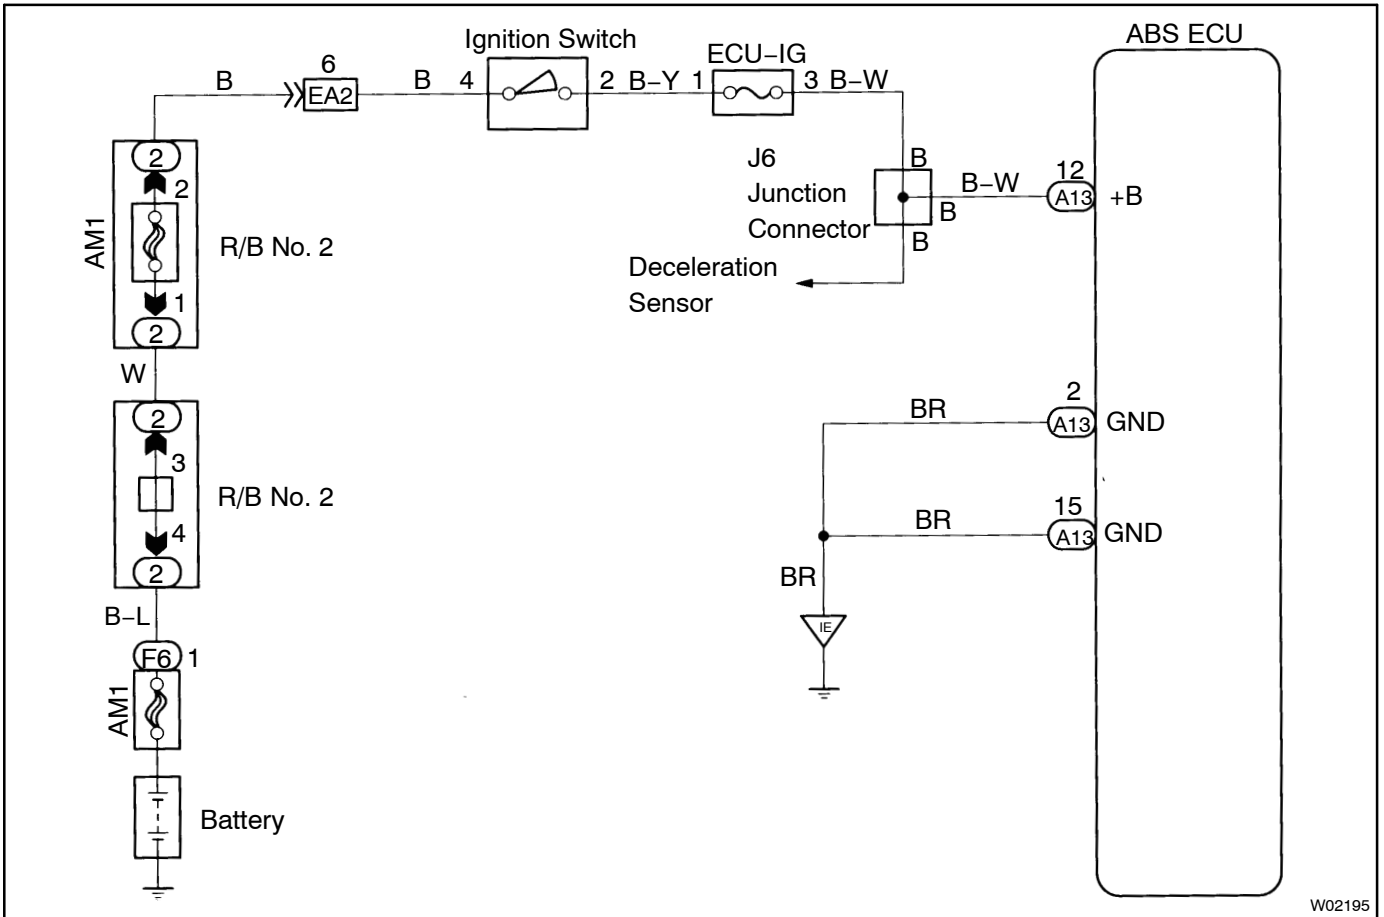 ABS ECU
Ignition Switch
ECU−IG
6
B
EA2
B
4
2
B−Y
1
3
B−W
2
2
AM1
R/B No. 2
1
2
J6
Junction
Connector
B
B
B
B−W
12
A13
+B
Deceleration
Sensor
W
2
3
R/B No. 2
4
2
BR
2
A13
GND
BR
15
A13
GND
BR
IE
B−L
F6
1
AM1
Battery
W02195